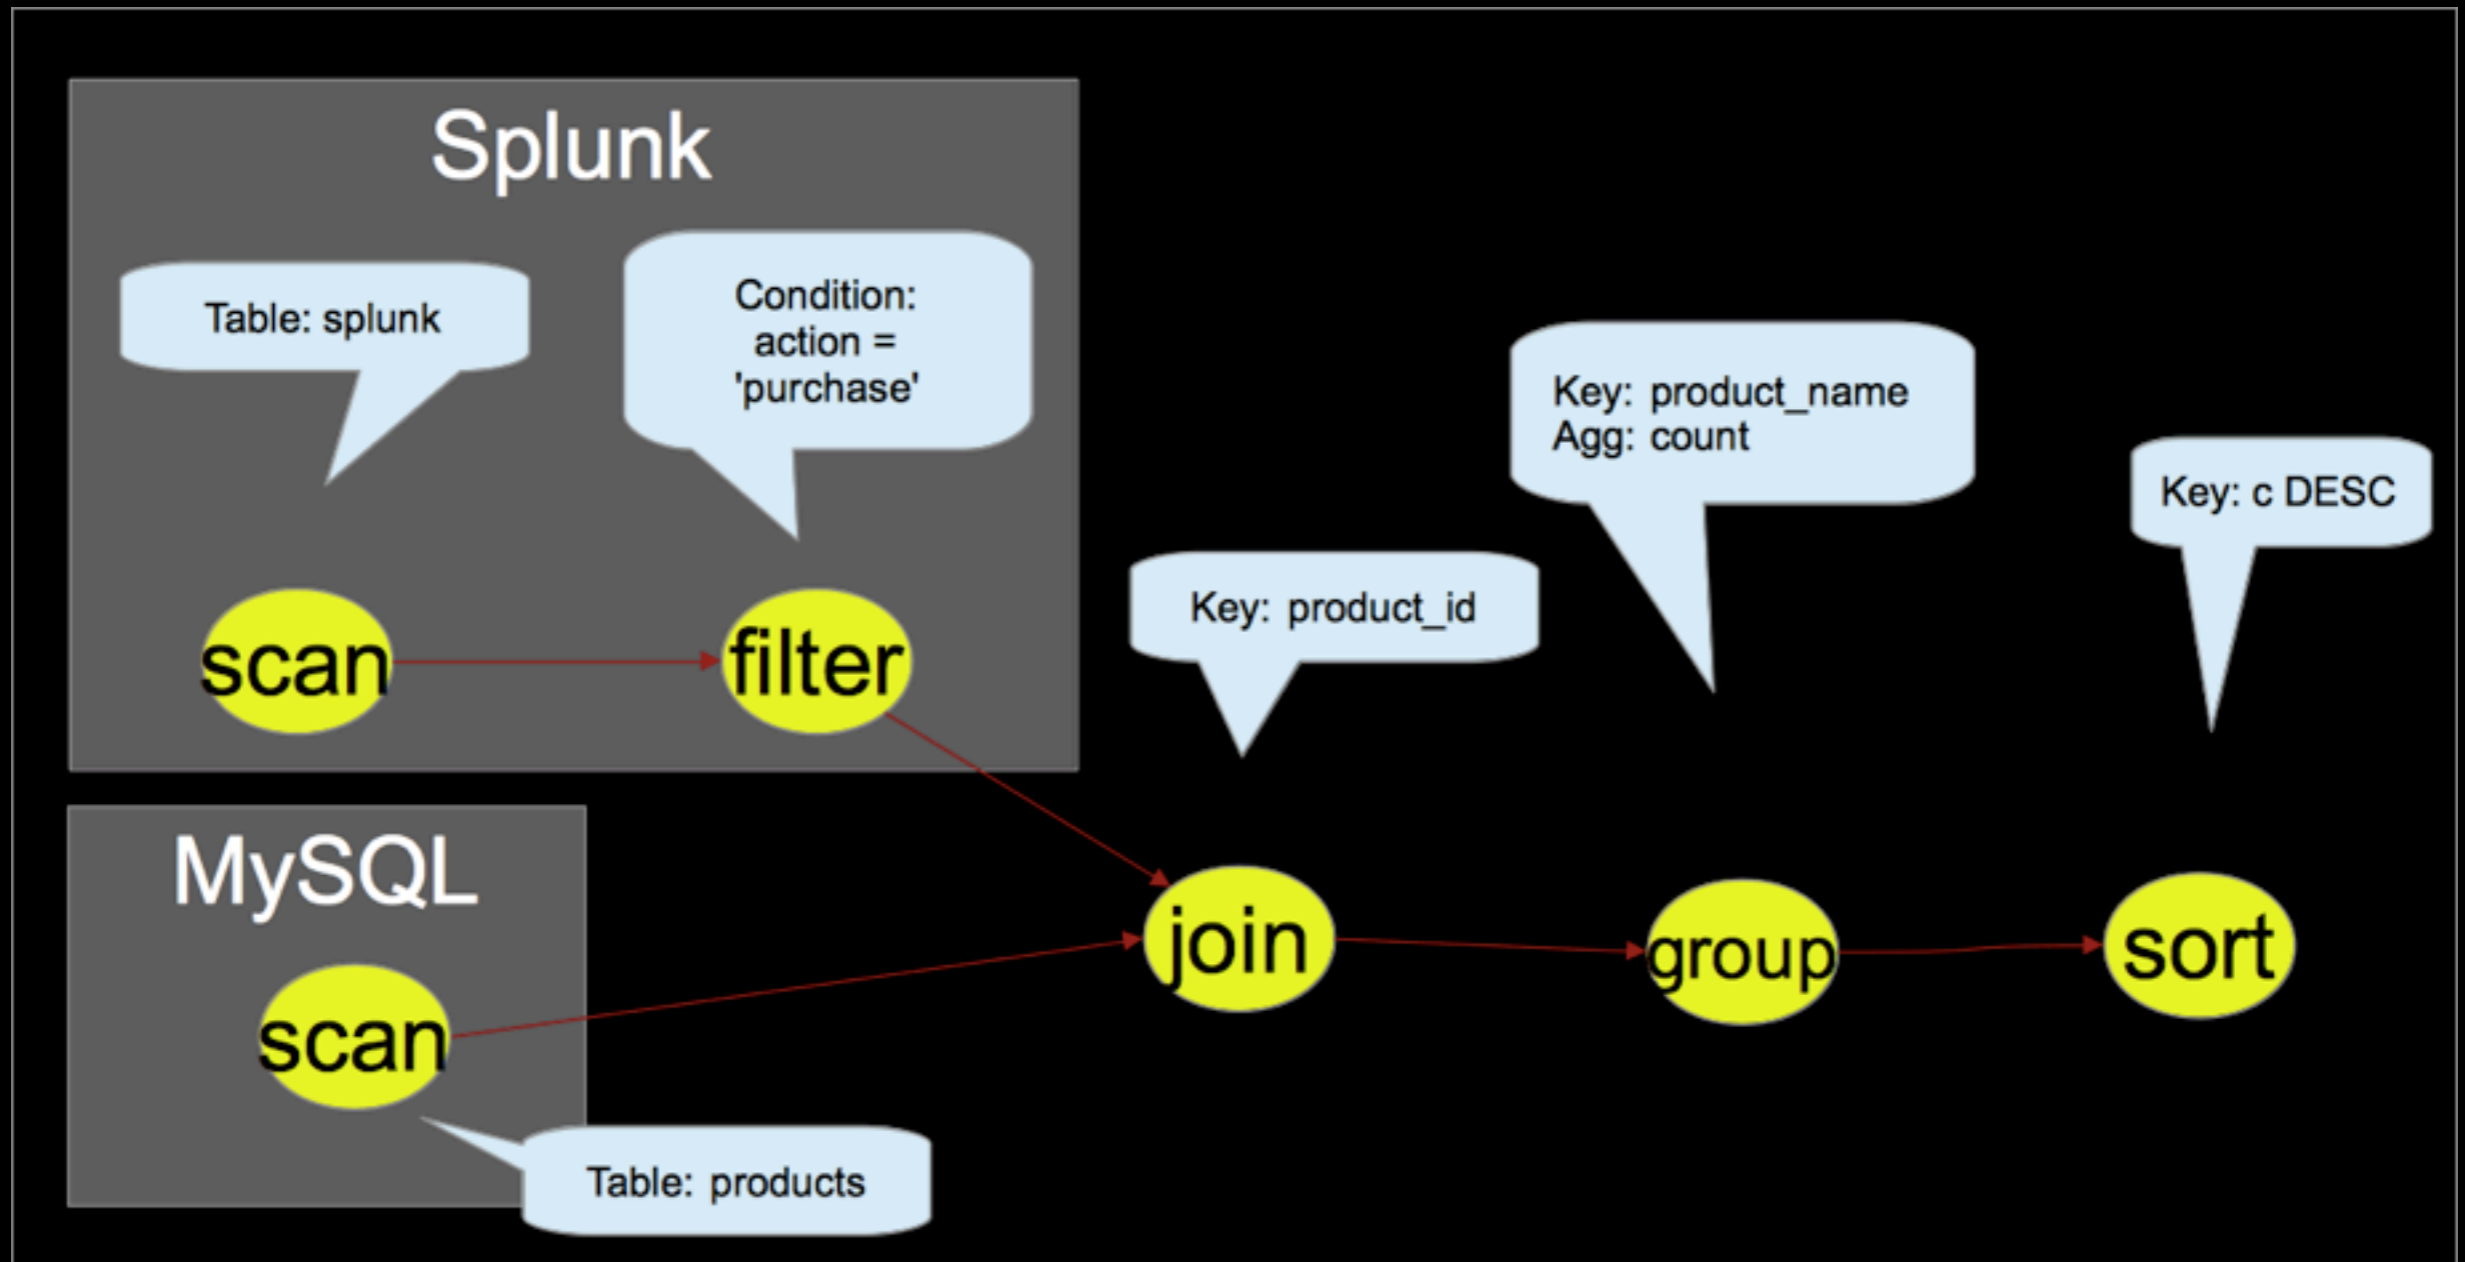 Splunk
Table: splunk
Condition:
action =
'purchase'
Key: product_name
Agg: count
Key: c DESC
Key: product_id
scan
filter
MySQL
join
group
sort
scan
Table: products